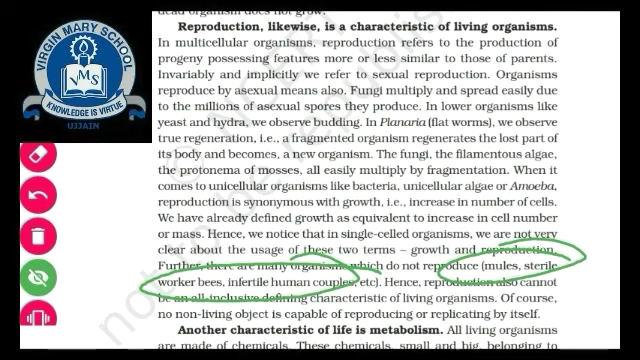 dead organism does not grow.
VIRGIN MARY SCHOOL
VMS
KNOWLEDGE IS VIRTUE
UJJAIN
Reproduction, likewise, is a characteristic of living organisms.
In multicellular organisms, reproduction refers to the production of
progeny possessing features more or less similar to those of parents.
Invariably and implicitly we refer to sexual reproduction. Organisms
reproduce by asexual means also. Fungi multiply and spread easily due
to the millions of asexual spores they produce. In lower organisms like
yeast and hydra, we observe budding. In Planaria (flat worms), we observe
true regeneration, i.e., a fragmented organism regenerates the lost part of
its body and becomes, a new organism. The fungi, the filamentous algae,
the protonema of mosses, all easily multiply by fragmentation. When it
comes to unicellular organisms like bacteria, unicellular algae or Amoeba,
reproduction is synonymous with growth, i.e., increase in number of cells.
We have already defined growth as equivalent to increase in cell number
or mass. Hence, we notice that in single-celled organisms, we are not very
clear about the usage of these two terms – growth and reproduction.
Further, there are many organisms which do not reproduce (mules, sterile
worker bees, infertile human couples, etc). Hence, reproduction also cannot
be an all-inclusive defining characteristic of living organisms. Of course,
no non-living object is capable of reproducing or replicating by itself.
Another characteristic of life is metabolism. All living organisms
are made of chemicals. These chemicals, small and big, belonging to